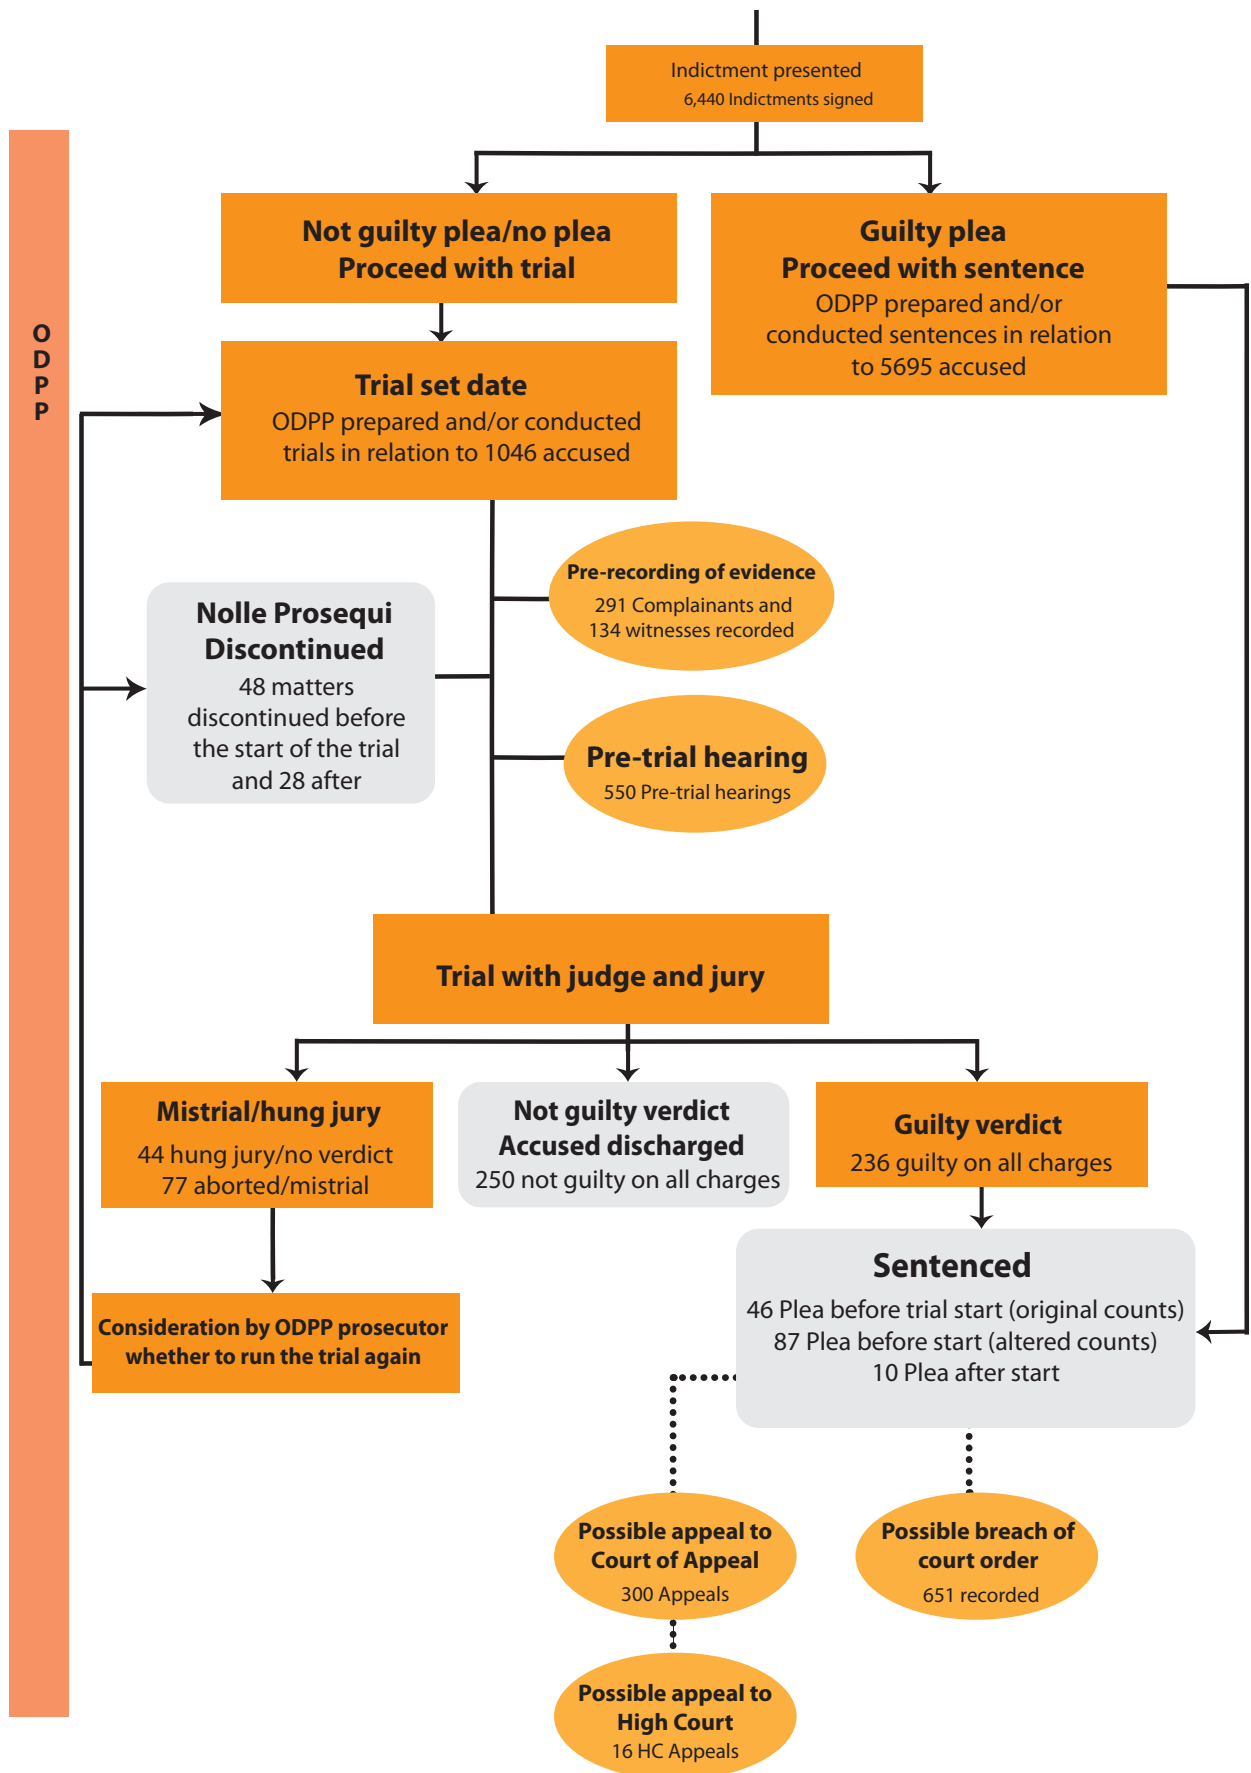 Indictment presented
6,440 Indictments signed
O
D
P
P
Not guilty plea/no plea
Proceed with trial
Guilty plea
Proceed with sentence
ODPP prepared and/or
conducted sentences in relation
to 5695 accused
Trial set date
ODPP prepared and/or conducted
trials in relation to 1046 accused
Pre-recording of evidence
291 Complainants and
134 witnesses recorded
Nolle Prosequi
Discontinued
48 matters
discontinued before
the start of the trial
and 28 after
Pre-trial hearing
550 Pre-trial hearings
Trial with judge and jury
Mistrial/hung jury
44 hung jury/no verdict
77 aborted/mistrial
Not guilty verdict
Accused discharged
250 not guilty on all charges
Guilty verdict
236 guilty on all charges
Consideration by ODPP prosecutor
whether to run the trial again
Sentenced
46 Plea before trial start (original counts)
87 Plea before start (altered counts)
10 Plea after start
Possible appeal to
Court of Appeal
300 Appeals
Possible breach of
court order
651 recorded
Possible appeal to
High Court
16 HC Appeals